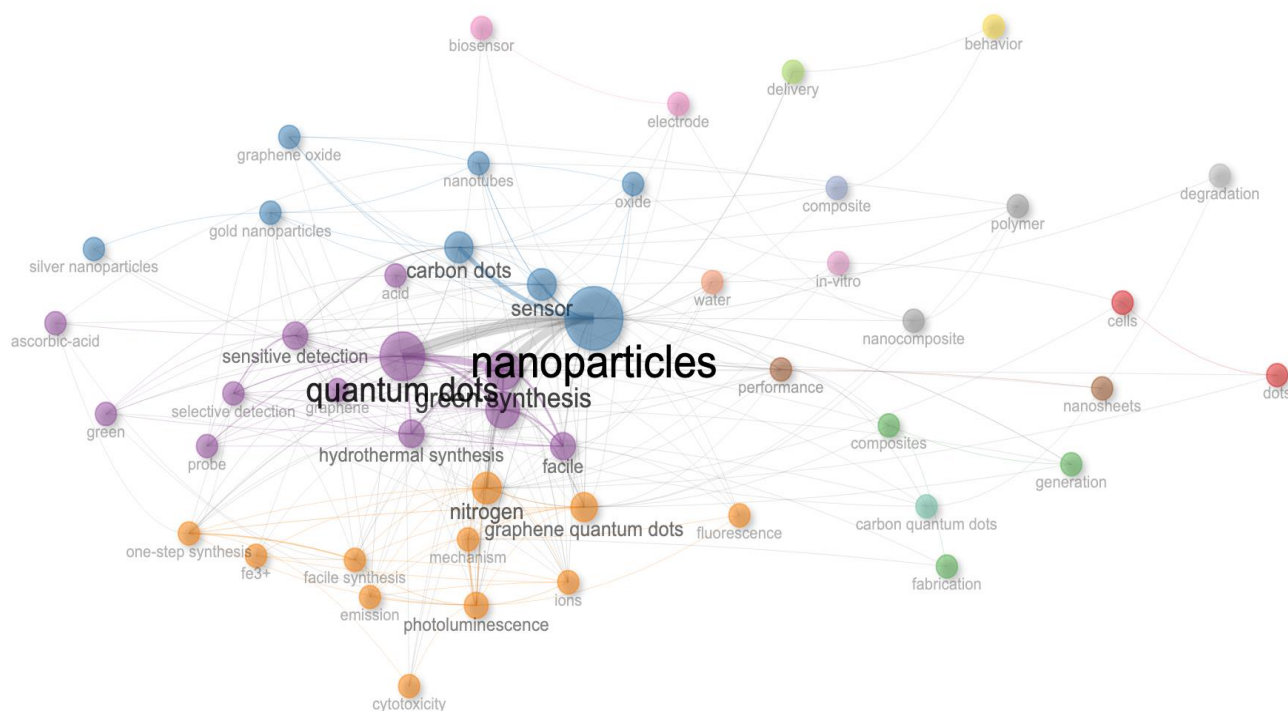 biosensor
behavior
delivery
electrode
graphene oxide
nanotubes
oxide
composite
degradation
polymer
gold nanoparticles
silver nanoparticles
carbon dots
acid
in-vitro
water
sensor
cells
ascorbic-acid
nanocomposite
sensitive detection
nanoparticles
performance
quantum dots
green synthesis
dots
nanosheets
selective detection
graphene
green
composites
probe
hydrothermal synthesis
facile
generation
nitrogen
graphene quantum dots
fluorescence
carbon quantum dots
one-step synthesis
mechanism
fe3+
facile synthesis
fabrication
emission
ions
photoluminescence
cytotoxicity